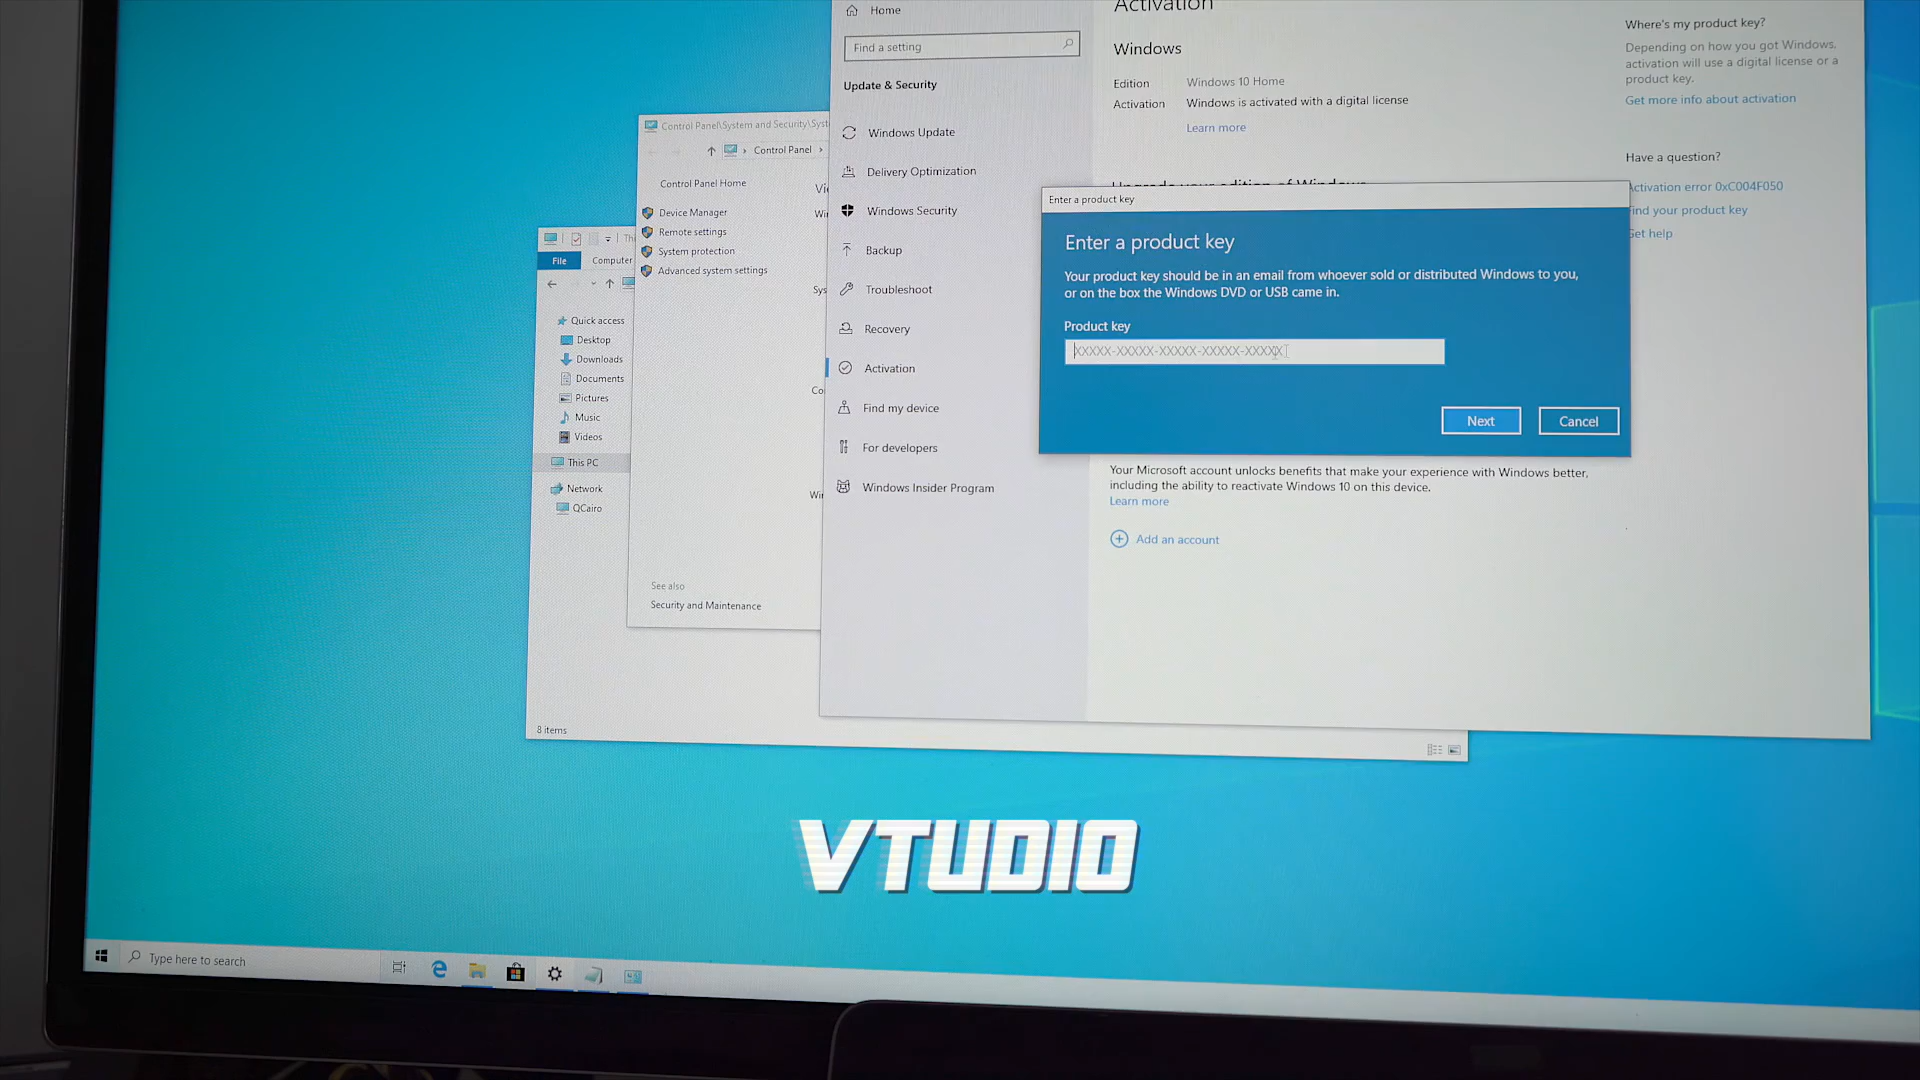 Home
Activation
Find a setting
Windows
Where's my product key?
Depending on how you got Windows,
activation will use a digital license or a
product key.
Get more info about activation
Update & Security
Edition
Windows 10 Home
Activation
Windows is activated with a digital license
Learn more
Control Panel\System and Security\Syst
Control Panel
Windows Update
Have a question?
Delivery Optimization
Control Panel Home
Activation error 0xC004F050
Device Manager
Remote settings
System protection
Advanced system settings
Windows Security
Enter a product key
Find your product key
Get help
File
Computer
Backup
Enter a product key
Your product key should be in an email from whoever sold or distributed Windows to you,
or on the box the Windows DVD or USB came in.
Troubleshoot
Product key
XXXXX-XXXXX-XXXXX-XXXXX-XXXXX
Quick access
Desktop
Downloads
Documents
Pictures
Music
Videos
Recovery
Activation
Find my device
Next
Cancel
For developers
This PC
Network
QCairo
Windows Insider Program
Your Microsoft account unlocks benefits that make your experience with Windows better,
including the ability to reactivate Windows 10 on this device.
Learn more
Add an account
See also
Security and Maintenance
8 items
VTUDIO
Type here to search